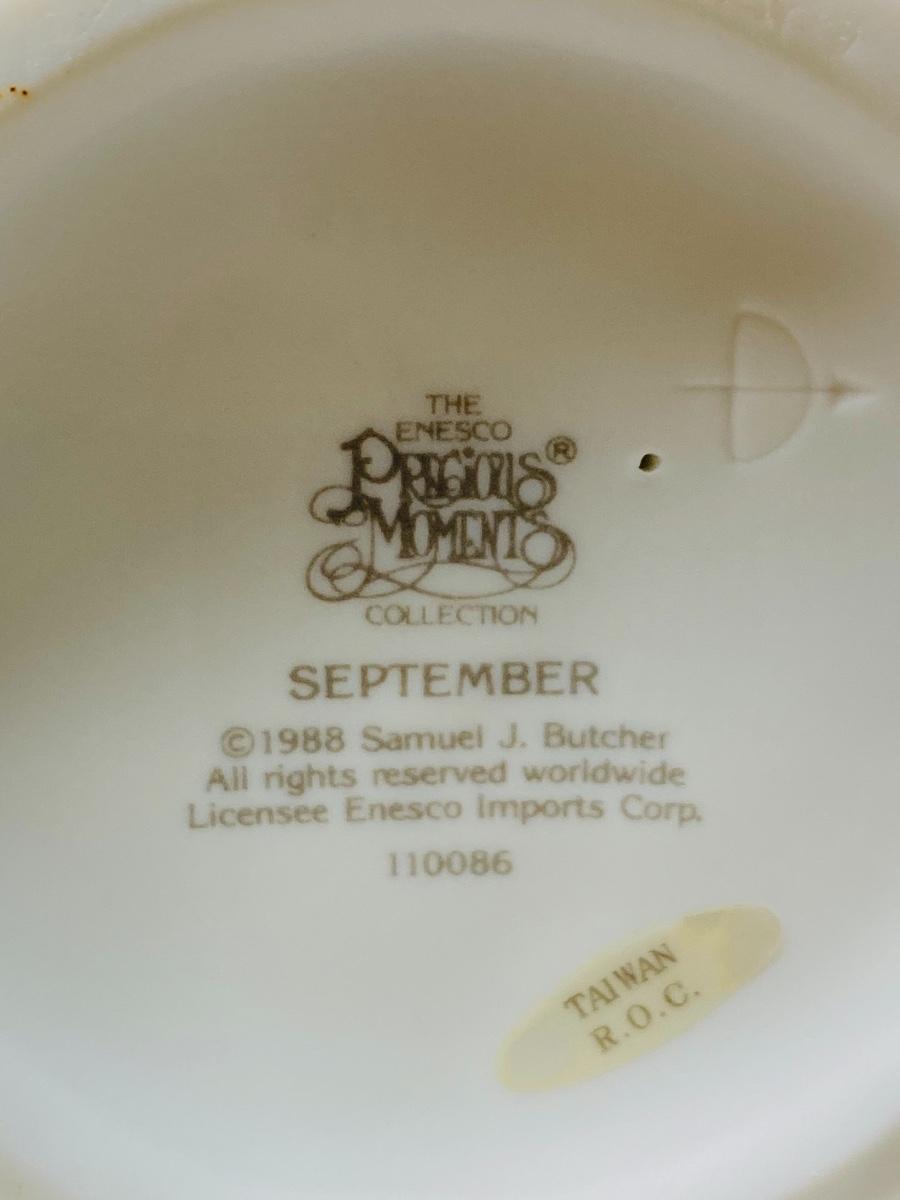 THE
ENESCO
PRECIOUS ®
MOMENTS
COLLECTION
SEPTEMBER
©1988 Samuel J. Butcher
All rights reserved worldwide
Licensee Enesco Imports Corp.
110086
TAIWAN
R.O.C.